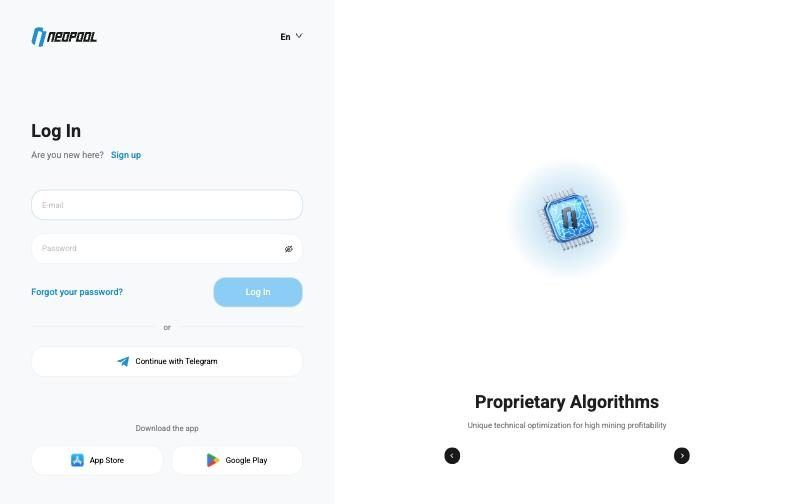 NEOPOOL
En
Log In
Are you new here? Sign up
E-mail
Password
Forgot your password?
Log In
or
Continue with Telegram
Download the app
App Store
Google Play
Proprietary Algorithms
Unique technical optimization for high mining profitability